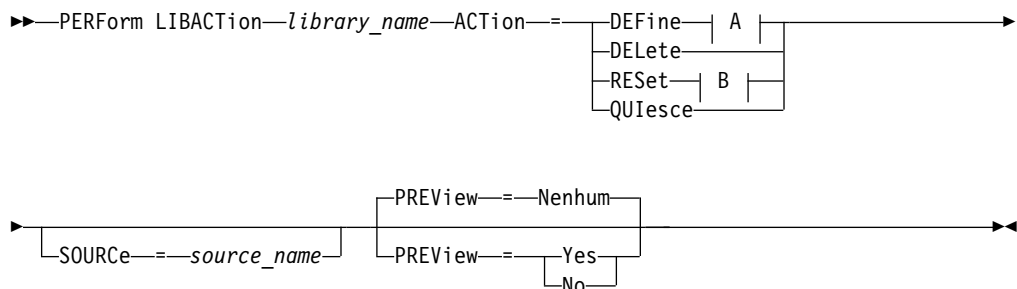 PERForm LIBACTion library_name ACTion = DEFine A
DELete
RESet B
QUIesce
PREView = Nenhum
SOURCe = source_name PREView = Yes
No